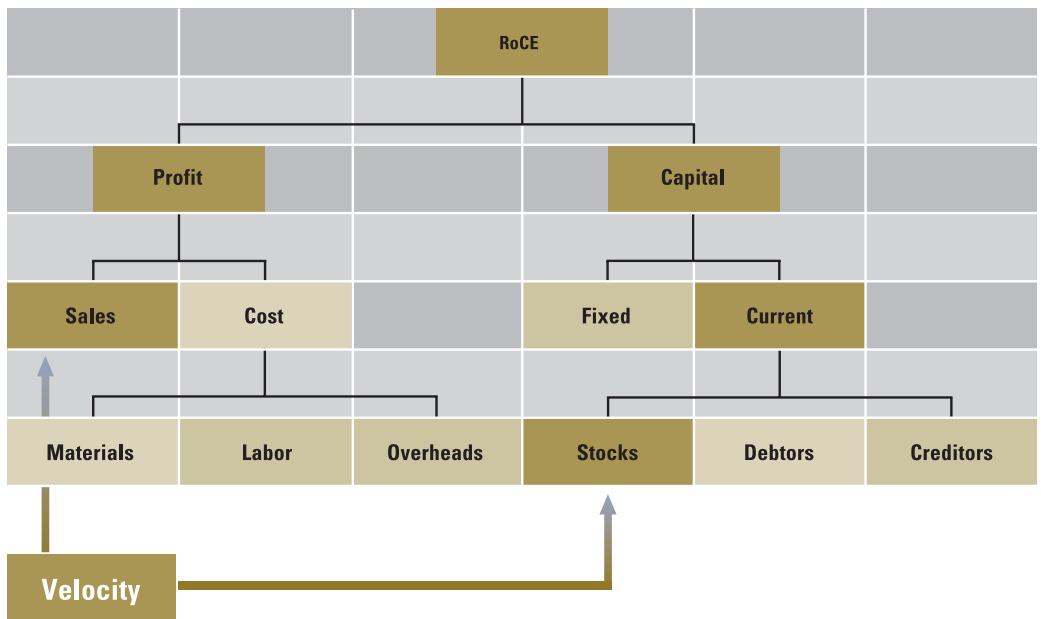 RoCE
Profit
Capital
Sales
Cost
Fixed
Current
Materials
Labor
Overheads
Stocks
Debtors
Creditors
Velocity